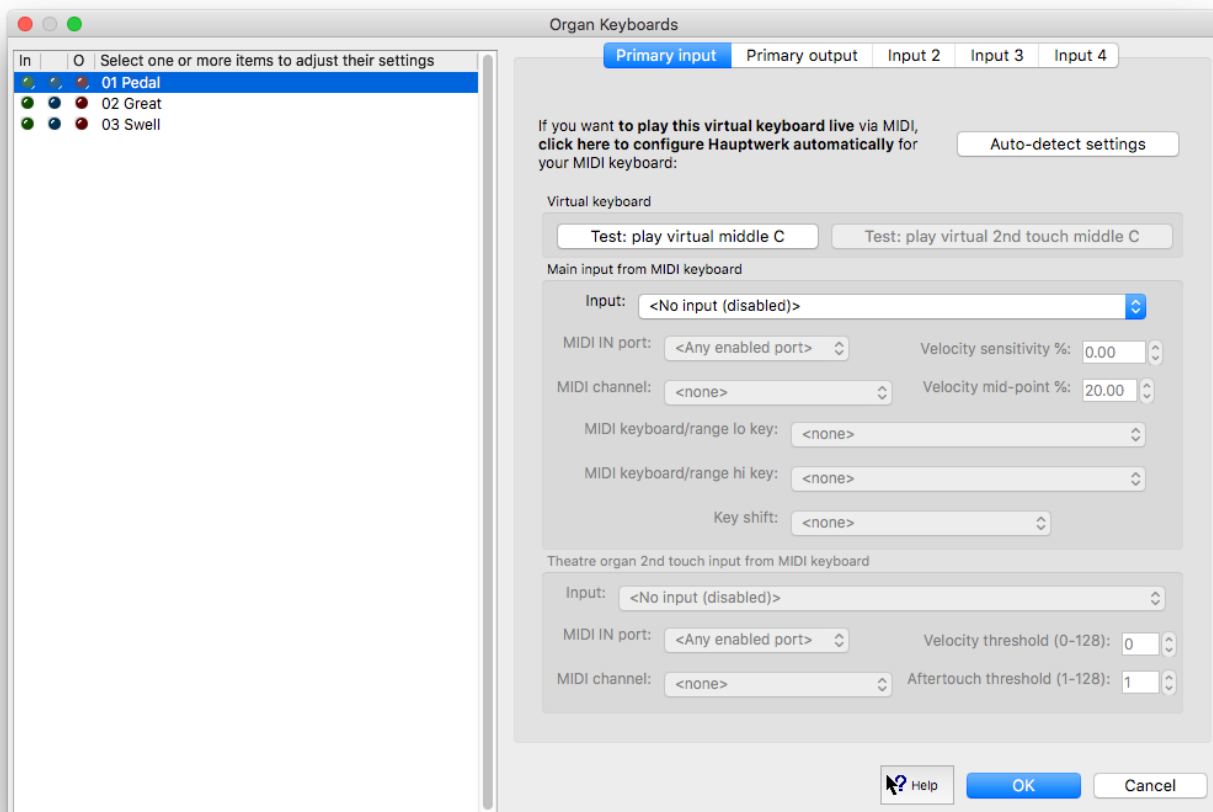 Organ Keyboards
In O Select one or more items to adjust their settings
01 Pedal
02 Great
03 Swell
Primary input Primary output Input 2 Input 3 Input 4
If you want to play this virtual keyboard live via MIDI,
click here to configure Hauptwerk automatically for
your MIDI keyboard:
Auto-detect settings
Virtual keyboard
Test: play virtual middle C Test: play virtual 2nd touch middle C
Main input from MIDI keyboard
Input: <No input (disabled)>
MIDI IN port: <Any enabled port> Velocity sensitivity %: 0.00
MIDI channel: <none> Velocity mid-point %: 20.00
MIDI keyboard/range lo key: <none>
MIDI keyboard/range hi key: <none>
Key shift: <none>
Theatre organ 2nd touch input from MIDI keyboard
Input: <No input (disabled)>
MIDI IN port: <Any enabled port> Velocity threshold (0-128): 0
MIDI channel: <none> Aftertouch threshold (1-128): 1
? Help OK Cancel